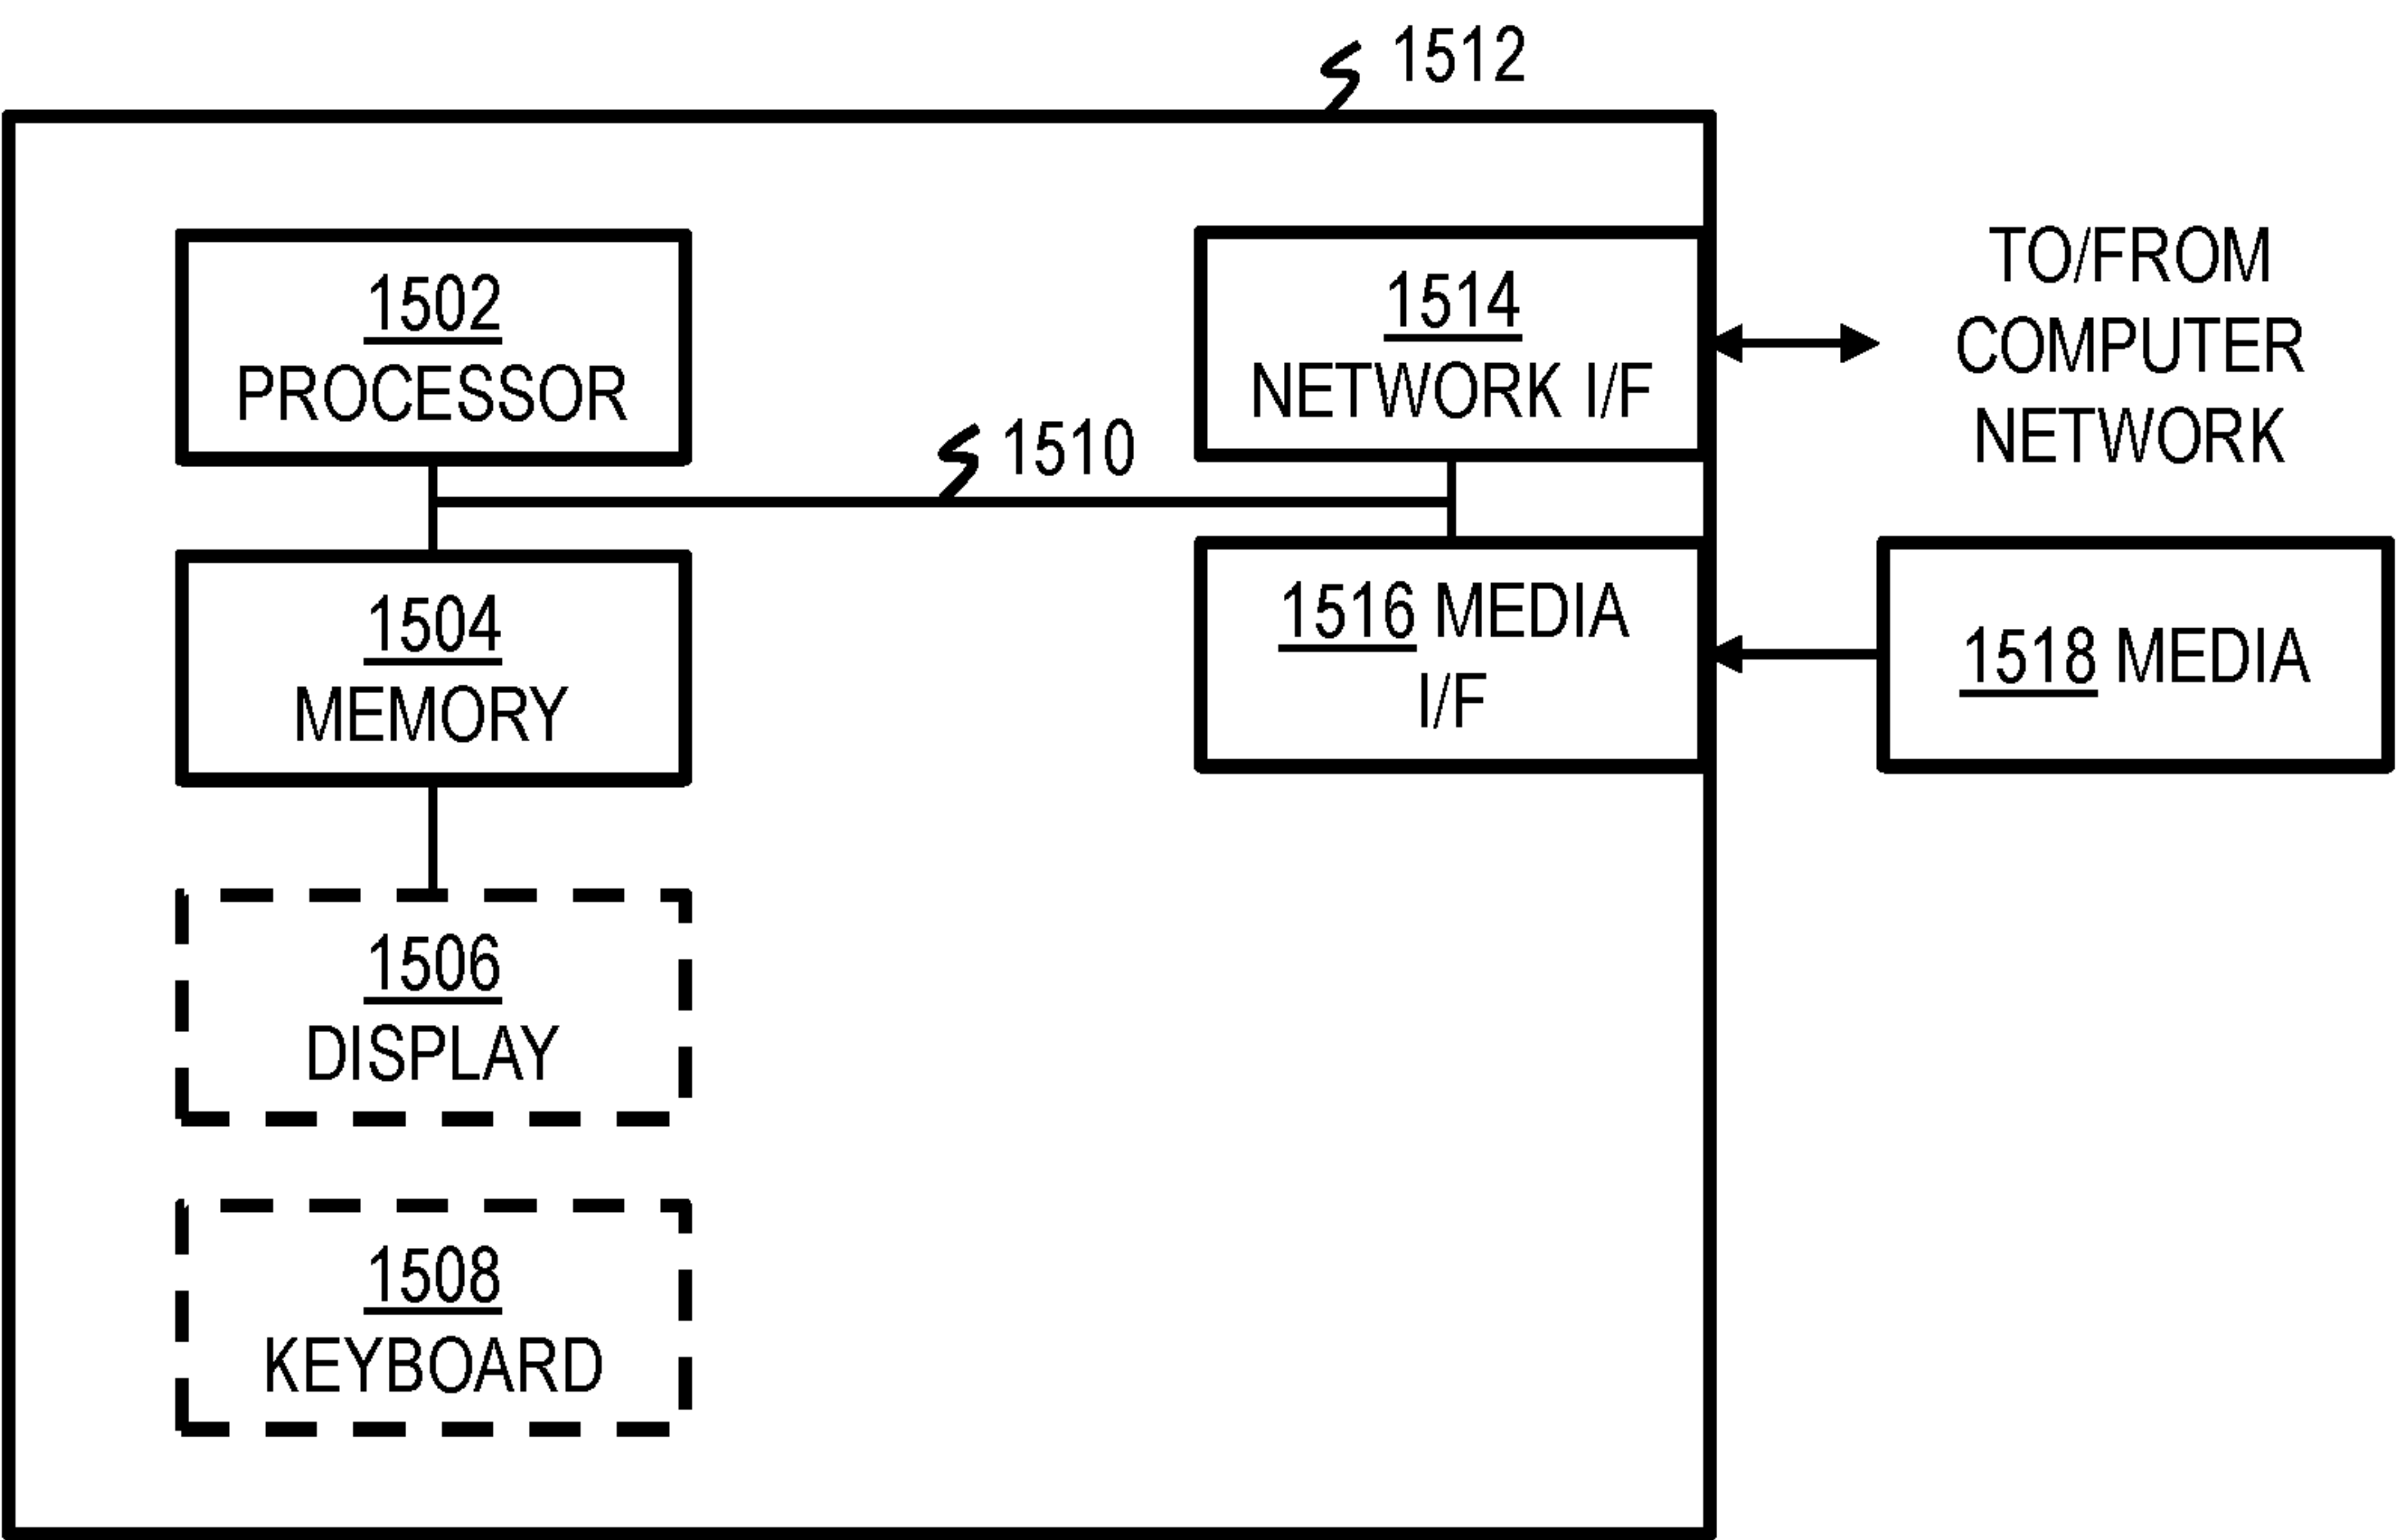 1512
1502
PROCESSOR
1514
NETWORK I/F
TO/FROM
COMPUTER
NETWORK
1510
1504
MEMORY
1516 MEDIA
I/F
1518 MEDIA
1506
DISPLAY
1508
KEYBOARD